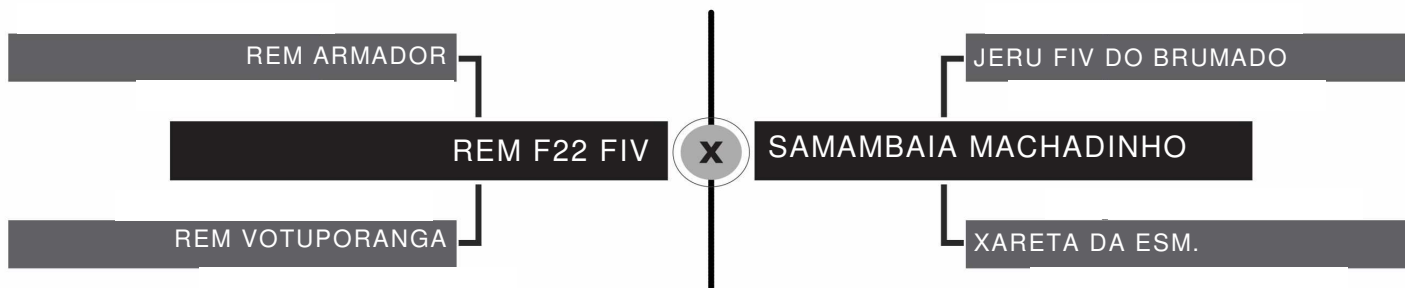 REM ARMADOR
JERU FIV DO BRUMADO
REM F22 FIV
X
SAMAMBAIA MACHADINHO
REM VOTUPORANGA
XARETA DA ESM.